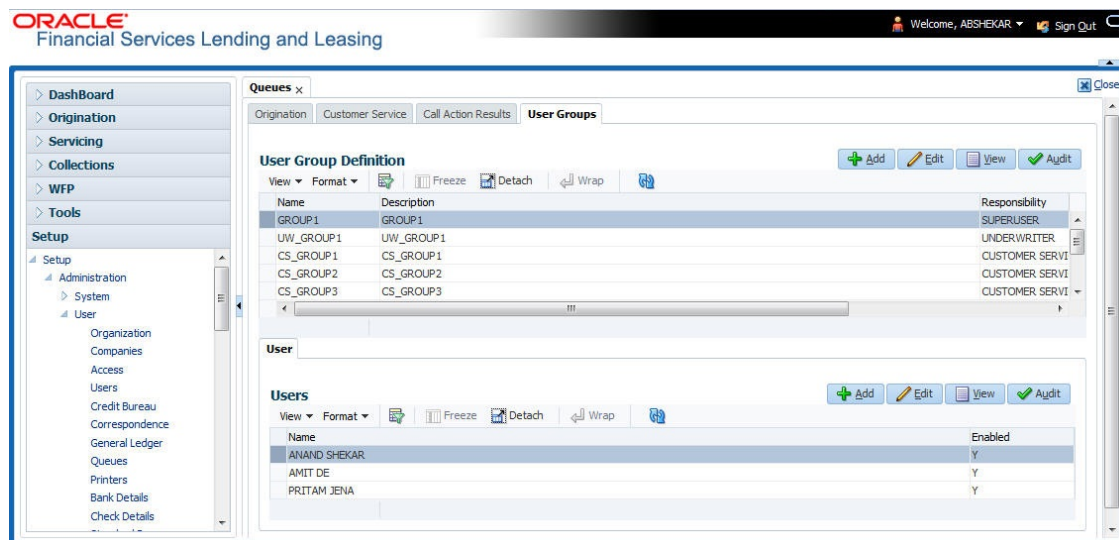 ORACLE
Financial Services Lending and Leasing
Welcome, ABSHEKAR
Sign Out
Close
DashBoard
Origination
Servicing
Collections
WFP
Tools
Setup
Setup
Administration
System
User
Organization
Companies
Access
Users
Credit Bureau
Correspondence
General Ledger
Queues
Printers
Bank Details
Check Details
Queues
Origination Customer Service Call Action Results User Groups
User Group Definition
Add Edit View Audit
View Format Freeze Detach Wrap
Name Description Responsibility
GROUP1 GROUP1 SUPERUSER
UW_GROUP1 UW_GROUP1 UNDERWRITER
CS_GROUP1 CS_GROUP1 CUSTOMER SERVI
CS_GROUP2 CS_GROUP2 CUSTOMER SERVI
CS_GROUP3 CS_GROUP3 CUSTOMER SERVI
User
Users
Add Edit View Audit
View Format Freeze Detach Wrap
Name Enabled
ANAND SHEKAR Y
AMIT DE Y
PRITAM JENA Y